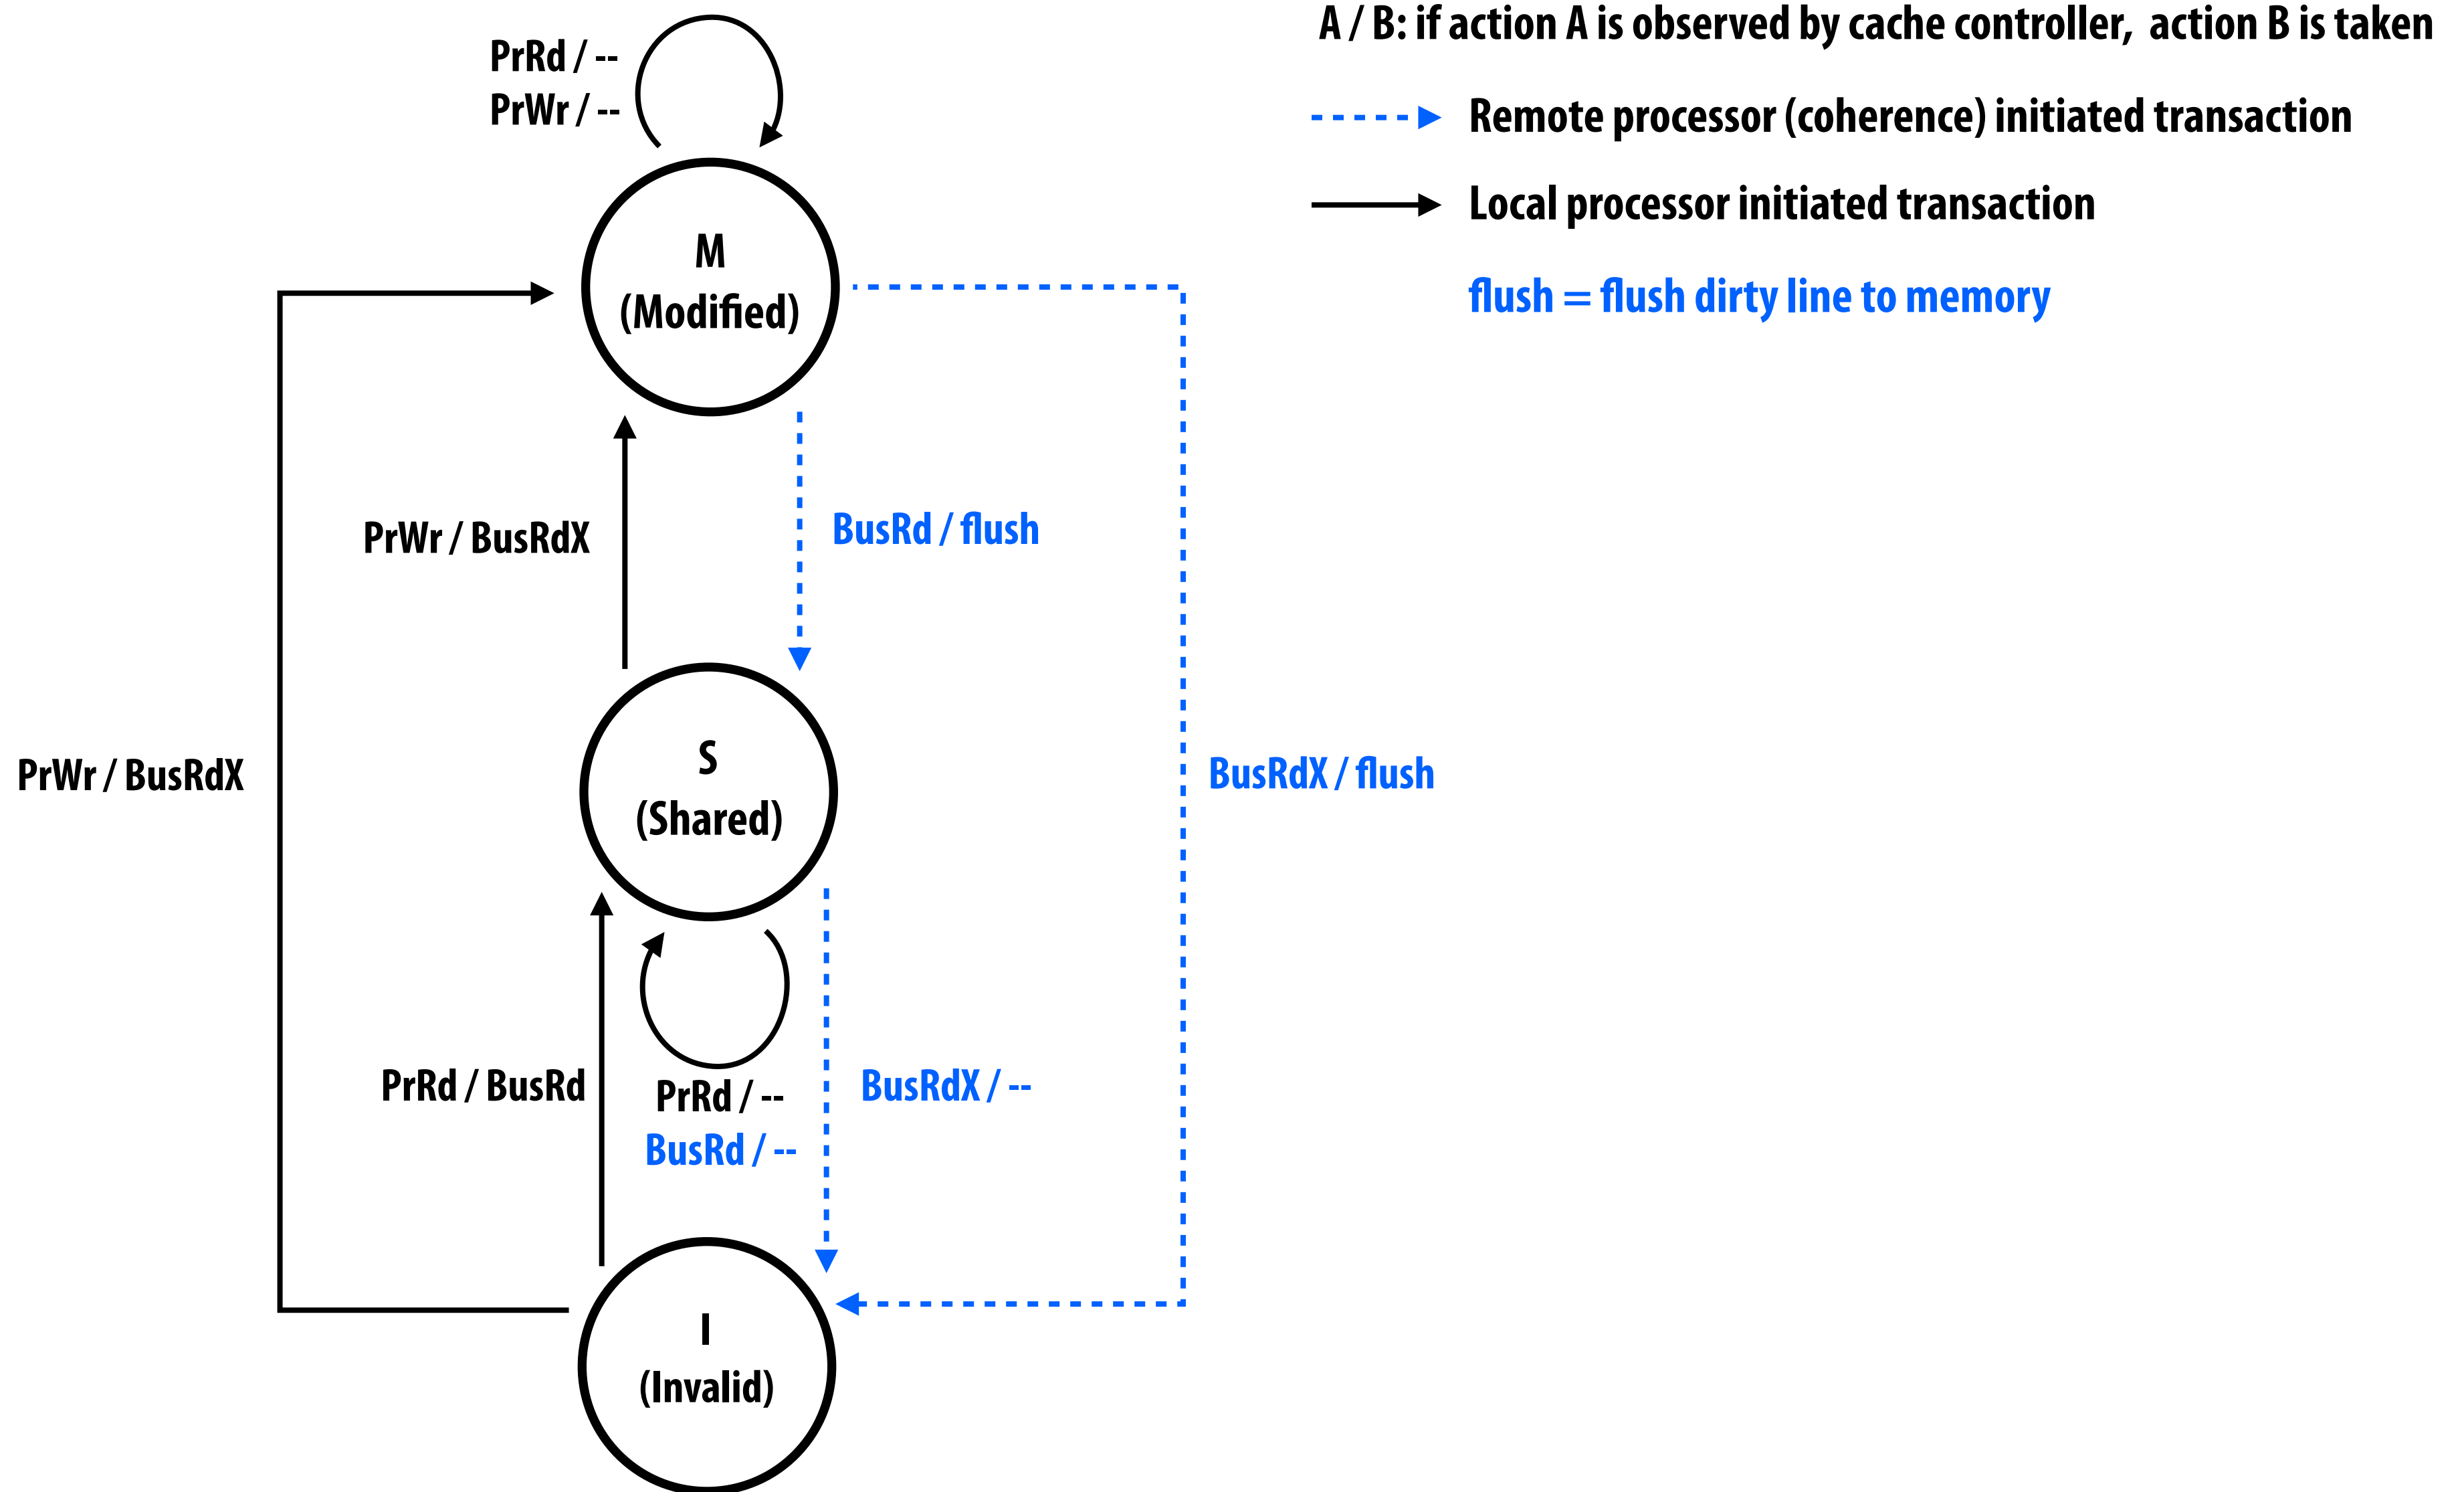 A / B: if action A is observed by cache controller, action B is taken
PrRd / --
PrWr / --
Remote processor (coherence) initiated transaction
Local processor initiated transaction
flush = flush dirty line to memory
M
(Modified)
PrWr / BusRdX
BusRd / flush
S
(Shared)
PrWr / BusRdX
BusRdX / flush
PrRd / BusRd
PrRd / --
BusRd / --
BusRdX / --
I
(Invalid)